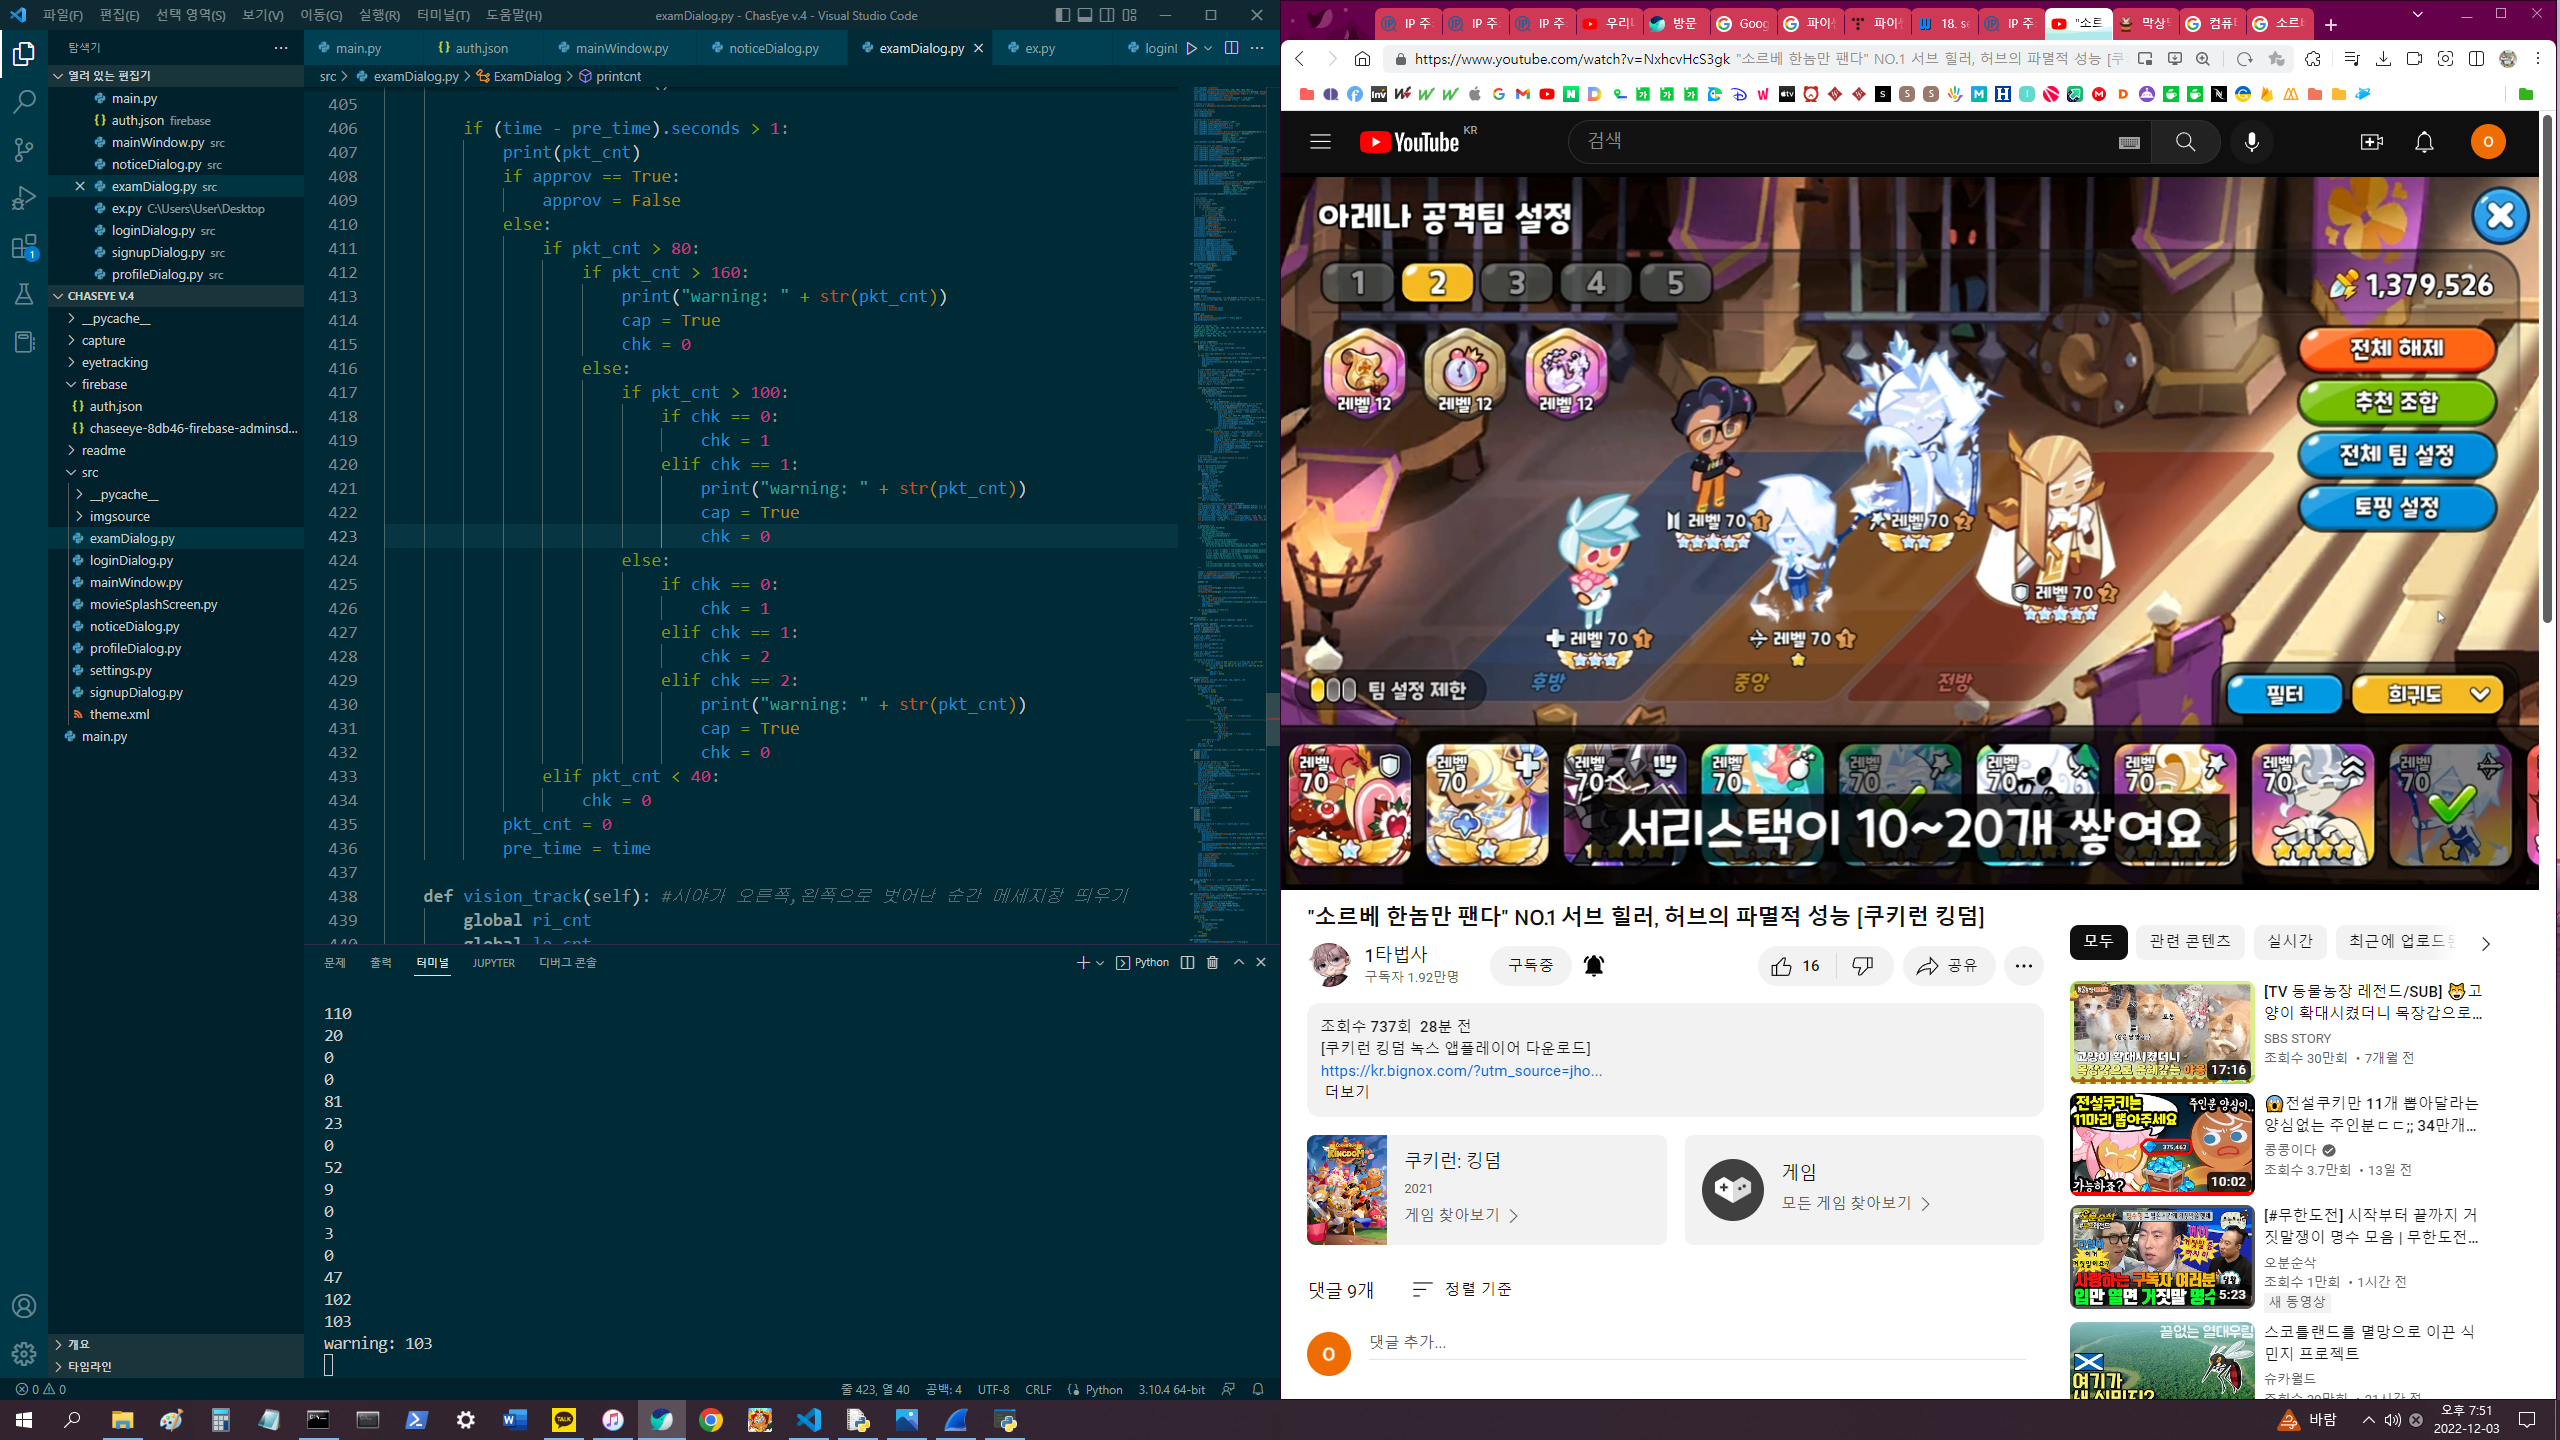 파일(F) 편집(E) 선택 영역(S) 보기(V) 이동(G) 실행(R) 터미널(T) 도움말(H)
examDialog.py - ChasEye v.4 - Visual Studio Code
탐색기
열려 있는 편집기
main.py
auth.json firebase
mainWindow.py src
noticeDialog.py src
examDialog.py src
ex.py C:\Users\User\Desktop
loginDialog.py src
signupDialog.py src
profileDialog.py src
CHASEYE V.4
__pycache__
capture
eyetracking
firebase
auth.json
chaseeye-8db46-firebase-adminsd...
readme
src
__pycache__
imgsource
examDialog.py
loginDialog.py
mainWindow.py
movieSplashScreen.py
noticeDialog.py
profileDialog.py
settings.py
signupDialog.py
theme.xml
main.py
개요
타임라인
main.py auth.json mainWindow.py noticeDialog.py examDialog.py ex.py loginI
src > examDialog.py > ExamDialog > printcnt
405
406 if (time - pre_time).seconds > 1:
407 print(pkt_cnt)
408 if approv == True:
409 approv = False
410 else:
411 if pkt_cnt > 80:
412 if pkt_cnt > 160:
413 print("warning: " + str(pkt_cnt))
414 cap = True
415 chk = 0
416 else:
417 if pkt_cnt > 100:
418 if chk == 0:
419 chk = 1
420 elif chk == 1:
421 print("warning: " + str(pkt_cnt))
422 cap = True
423 chk = 0
424 else:
425 if chk == 0:
426 chk = 1
427 elif chk == 1:
428 chk = 2
429 elif chk == 2:
430 print("warning: " + str(pkt_cnt))
431 cap = True
432 chk = 0
433 elif pkt_cnt < 40:
434 chk = 0
435 pkt_cnt = 0
436 pre_time = time
437
438 def vision_track(self): #시야가 오른쪽,왼쪽으로 벗어난 순간 메세지창 띄우기
439 global ri_cnt
440 global le_cnt
문제 출력 터미널 JUPYTER 디버그 콘솔
Python
110
20
0
0
81
23
0
52
9
0
3
0
47
102
103
warning: 103
0 0
줄 423, 열 40 공백: 4 UTF-8 CRLF Python 3.10.4 64-bit
IP 주 IP 주 IP 주 우리 방문 Goog 파이 파이 18. se IP 주 "소르 막상 컴퓨 소르
https://www.youtube.com/watch?v=NxhcvHcS3gk "소르베 한놈만 팬다" NO.1 서브 힐러, 허브의 파멸적 성능 [쿠
YouTube KR
검색
아레나 공격팀 설정
1 2 3 4 5
1,379,526
레벨 12 레벨 12 레벨 12
전체 해제
추천 조합
전체 팀 설정
토핑 설정
레벨 70 1
레벨 70 2
레벨 70 2
레벨 70 1
레벨 70 1
후방 중앙 전방
팀 설정 제한
필터
희귀도
레벨 70 레벨 70 레벨 70 레벨 70 레벨 70 레벨 70 레벨 70 레벨 70 레벨 70
서리스택이 10~20개 쌓여요
"소르베 한놈만 팬다" NO.1 서브 힐러, 허브의 파멸적 성능 [쿠키런 킹덤]
1타법사
구독자 1.92만명
구독중
16
공유
조회수 737회 28분 전
[쿠키런 킹덤 녹스 앱플레이어 다운로드]
https://kr.bignox.com/?utm_source=jho...
더보기
쿠키런: 킹덤
2021
게임 찾아보기
게임
모든 게임 찾아보기
댓글 9개
정렬 기준
댓글 추가...
모두 관련 콘텐츠 실시간 최근에 업로드
[TV 동물농장 레전드/SUB] 고
양이 확대시켰더니 목장갑으로...
SBS STORY
조회수 30만회 • 7개월 전
17:16
전설쿠키는
11마리 뽑아주세요
10:02
전설쿠키만 11개 뽑아달라는
양심없는 주인분ㄷㄷ;; 34만개...
콩콩이다
조회수 3.7만회 • 13일 전
5:23
[#무한도전] 시작부터 끝까지 거
짓말쟁이 명수 모음 | 무한도전...
오분순삭
조회수 1만회 • 1시간 전
새 동영상
끝없는 열대우림
여기가
스코틀랜드를 멸망으로 이끈 식
민지 프로젝트
슈카월드
바람
오후 7:51
2022-12-03